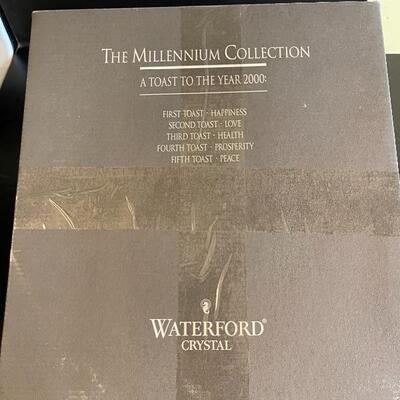 THE MILLENNIUM COLLECTION
A TOAST TO THE YEAR 2000:
FIRST TOAST - HAPPINESS
SECOND TOAST - LOVE
THIRD TOAST - HEALTH
FOURTH TOAST - PROSPERITY
FIFTH TOAST - PEACE
WATERFORD®
CRYSTAL